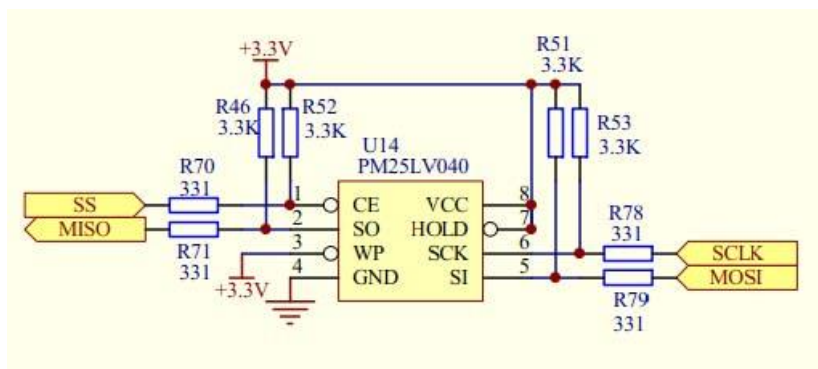 +3.3V
R51
3.3K
R46
3.3K
R52
3.3K
R53
3.3K
U14
PM25LV040
R70
331
SS
1
CE
VCC
8
MISO
2
SO
HOLD
7
R78
331
R71
331
3
WP
SCK
6
SCLK
+3.3V
4
GND
SI
5
MOSI
R79
331